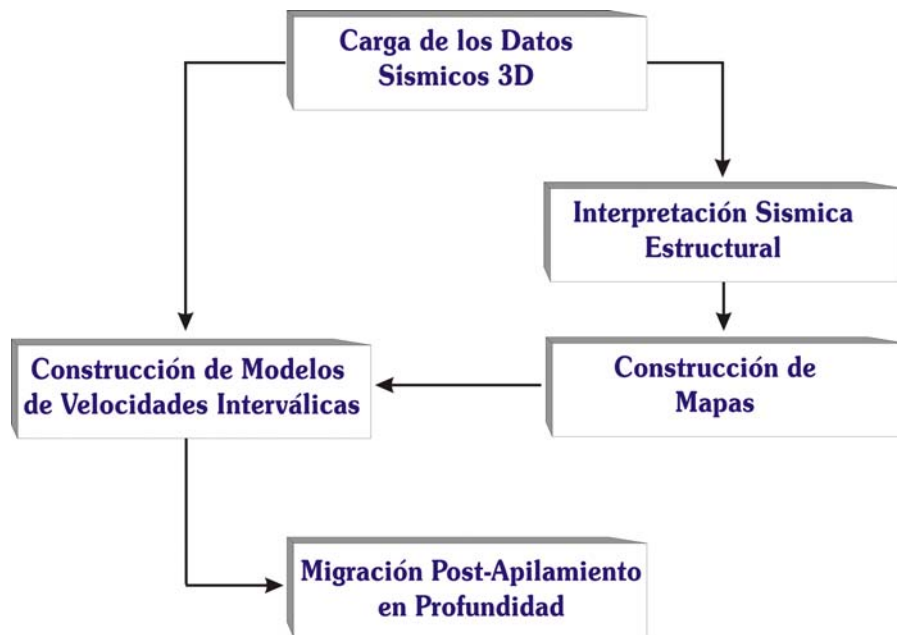 Carga de los Datos
Sísmicos 3D
Interpretación Sismica
Estructural
Construcción de Modelos
de Velocidades Interválicas
Construcción de
Mapas
Migración Post-Apilamiento
en Profundidad